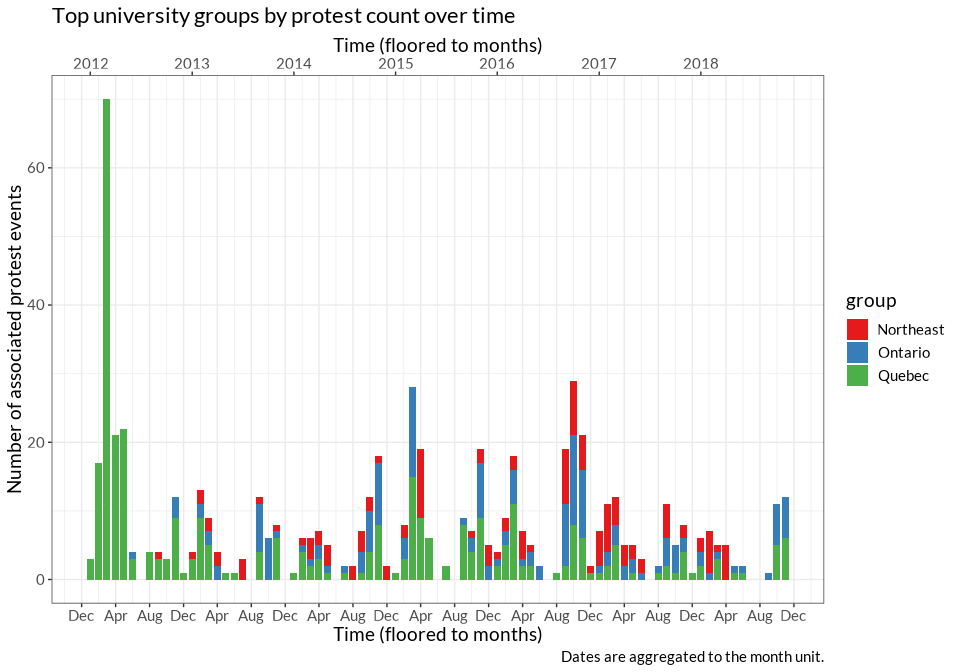 Top university groups by protest count over time
Time (floored to months)
2012 2013 2014 2015 2016 2017 2018
Number of associated protest events
60
40
20
0
group
Northeast
Ontario
Quebec
Dec Apr Aug Dec Apr Aug Dec Apr Aug Dec Apr Aug Dec Apr Aug Dec Apr Aug Dec Apr Aug Dec
Time (floored to months)
Dates are aggregated to the month unit.